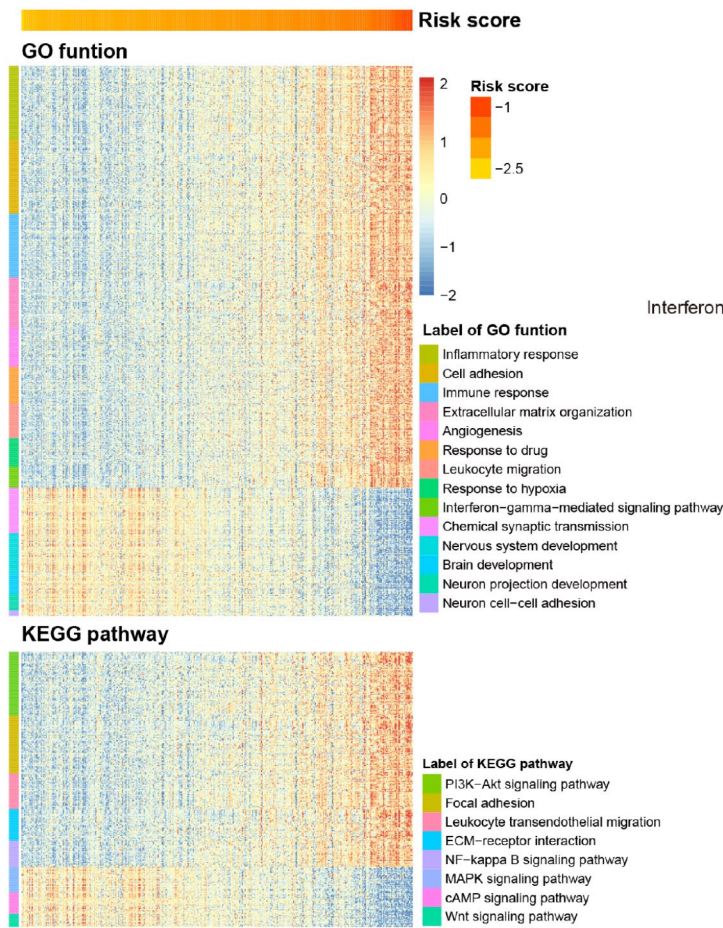 Risk score
GO funtion
2
1
0
−1
−2
Risk score
−1
−2.5
Interferon
Label of GO funtion
Inflammatory response
Cell adhesion
Immune response
Extracellular matrix organization
Angiogenesis
Response to drug
Leukocyte migration
Response to hypoxia
Interferon−gamma−mediated signaling pathway
Chemical synaptic transmission
Nervous system development
Brain development
Neuron projection development
Neuron cell−cell adhesion
KEGG pathway
Label of KEGG pathway
PI3K−Akt signaling pathway
Focal adhesion
Leukocyte transendothelial migration
ECM−receptor interaction
NF−kappa B signaling pathway
MAPK signaling pathway
cAMP signaling pathway
Wnt signaling pathway